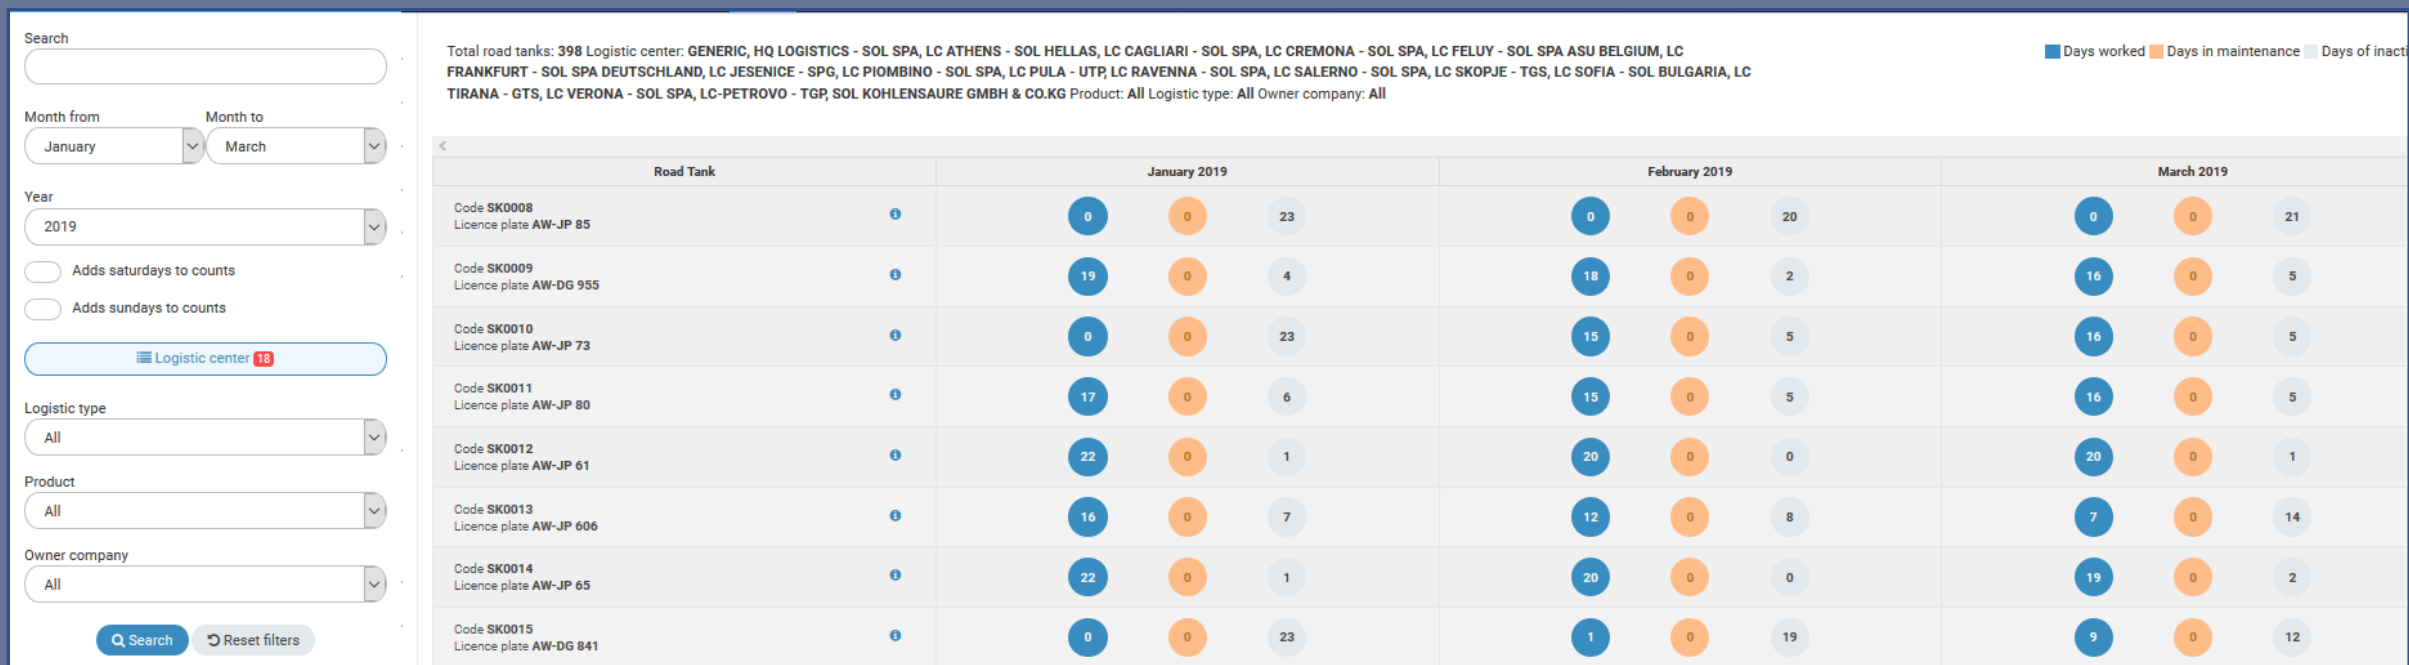 Search
Month from Month to
January March
Year
2019
Adds saturdays to counts
Adds sundays to counts
Logistic center 18
Logistic type
All
Product
All
Owner company
All
Search Reset filters
Total road tanks: 398 Logistic center: GENERIC, HQ LOGISTICS - SOL SPA, LC ATHENS - SOL HELLAS, LC CAGLIARI - SOL SPA, LC CREMONA - SOL SPA, LC FELUY - SOL SPA ASU BELGIUM, LC
FRANKFURT - SOL SPA DEUTSCHLAND, LC JESENICE - SPG, LC PIOMBINO - SOL SPA, LC PULA - UTP, LC RAVENNA - SOL SPA, LC SALERNO - SOL SPA, LC SKOPJE - TGS, LC SOFIA - SOL BULGARIA, LC
TIRANA - GTS, LC VERONA - SOL SPA, LC-PETROVO - TGP, SOL KOHLENSAURE GMBH & CO.KG Product: All Logistic type: All Owner company: All
Days worked Days in maintenance Days of inacti
Road Tank January 2019 February 2019 March 2019
Code SK0008
Licence plate AW-JP 85
0 0 23 0 0 20 0 0 21
Code SK0009
Licence plate AW-DG 955
19 0 4 18 0 2 16 0 5
Code SK0010
Licence plate AW-JP 73
0 0 23 15 0 5 16 0 5
Code SK0011
Licence plate AW-JP 80
17 0 6 15 0 5 16 0 5
Code SK0012
Licence plate AW-JP 61
22 0 1 20 0 0 20 0 1
Code SK0013
Licence plate AW-JP 606
16 0 7 12 0 8 7 0 14
Code SK0014
Licence plate AW-JP 65
22 0 1 20 0 0 19 0 2
Code SK0015
Licence plate AW-DG 841
0 0 23 1 0 19 9 0 12